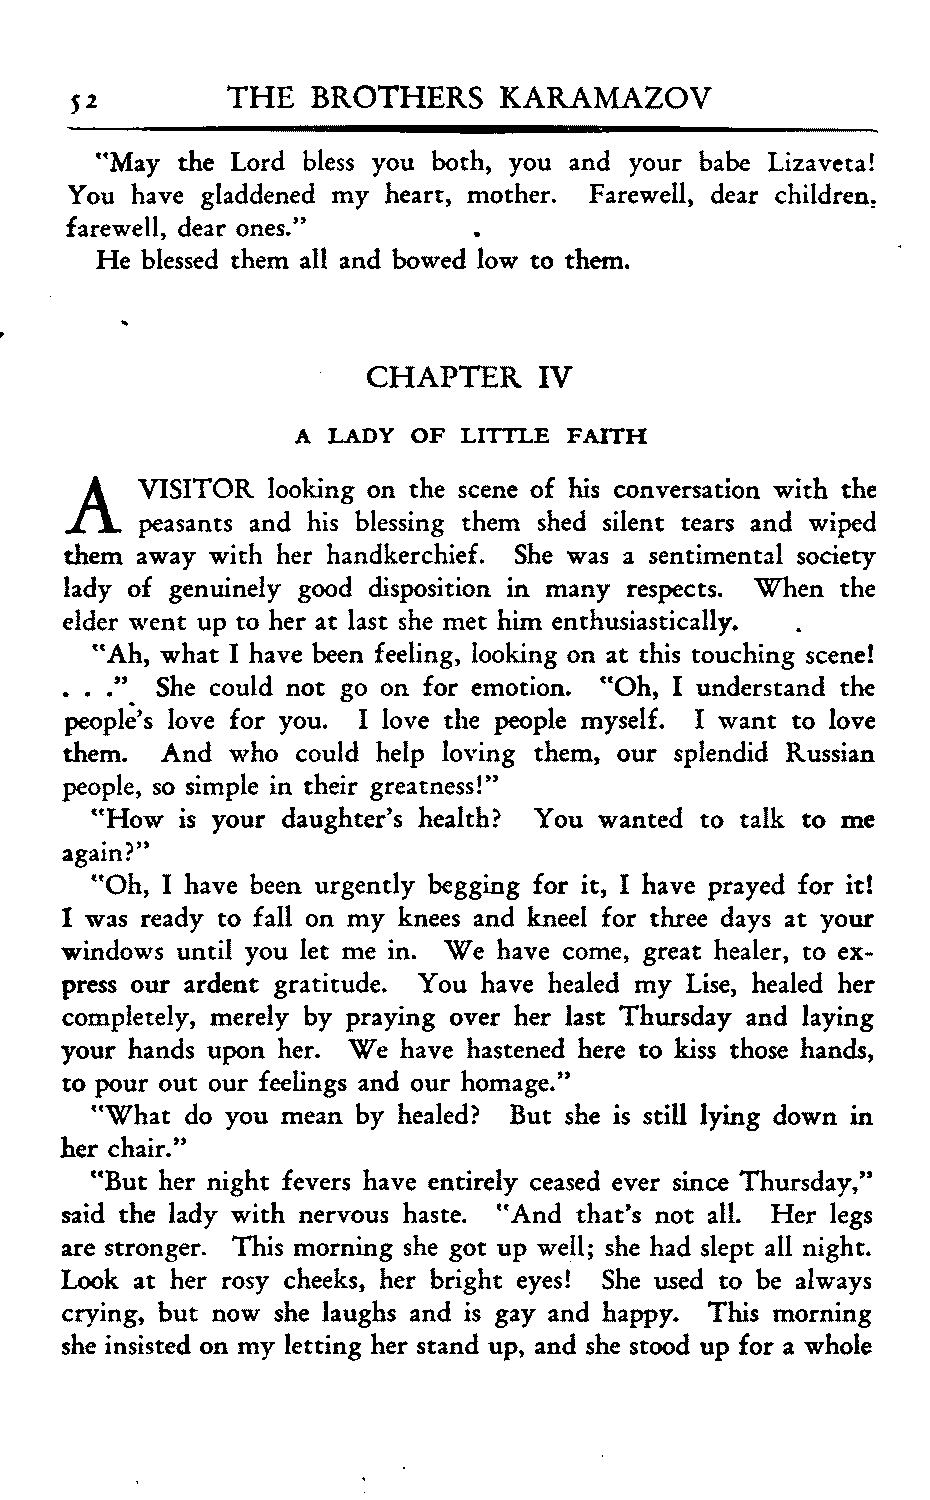 52 THE BROTHERS KARAMAZOV
"May the Lord bless you both, you and your babe Lizaveta!
You have gladdened my heart, mother. Farewell, dear children,
farewell, dear ones."
He blessed them all and bowed low to them.
CHAPTER IV
A LADY OF LITTLE FAITH
A VISITOR looking on the scene of his conversation with the
peasants and his blessing them shed silent tears and wiped
them away with her handkerchief. She was a sentimental society
lady of genuinely good disposition in many respects. When the
elder went up to her at last she met him enthusiastically.
"Ah, what I have been feeling, looking on at this touching scene!
. . ." She could not go on for emotion. "Oh, I understand the
people's love for you. I love the people myself. I want to love
them. And who could help loving them, our splendid Russian
people, so simple in their greatness!"
"How is your daughter's health? You wanted to talk to me
again?"
"Oh, I have been urgently begging for it, I have prayed for it!
I was ready to fall on my knees and kneel for three days at your
windows until you let me in. We have come, great healer, to ex-
press our ardent gratitude. You have healed my Lise, healed her
completely, merely by praying over her last Thursday and laying
your hands upon her. We have hastened here to kiss those hands,
to pour out our feelings and our homage."
"What do you mean by healed? But she is still lying down in
her chair."
"But her night fevers have entirely ceased ever since Thursday,"
said the lady with nervous haste. "And that's not all. Her legs
are stronger. This morning she got up well; she had slept all night.
Look at her rosy cheeks, her bright eyes! She used to be always
crying, but now she laughs and is gay and happy. This morning
she insisted on my letting her stand up, and she stood up for a whole